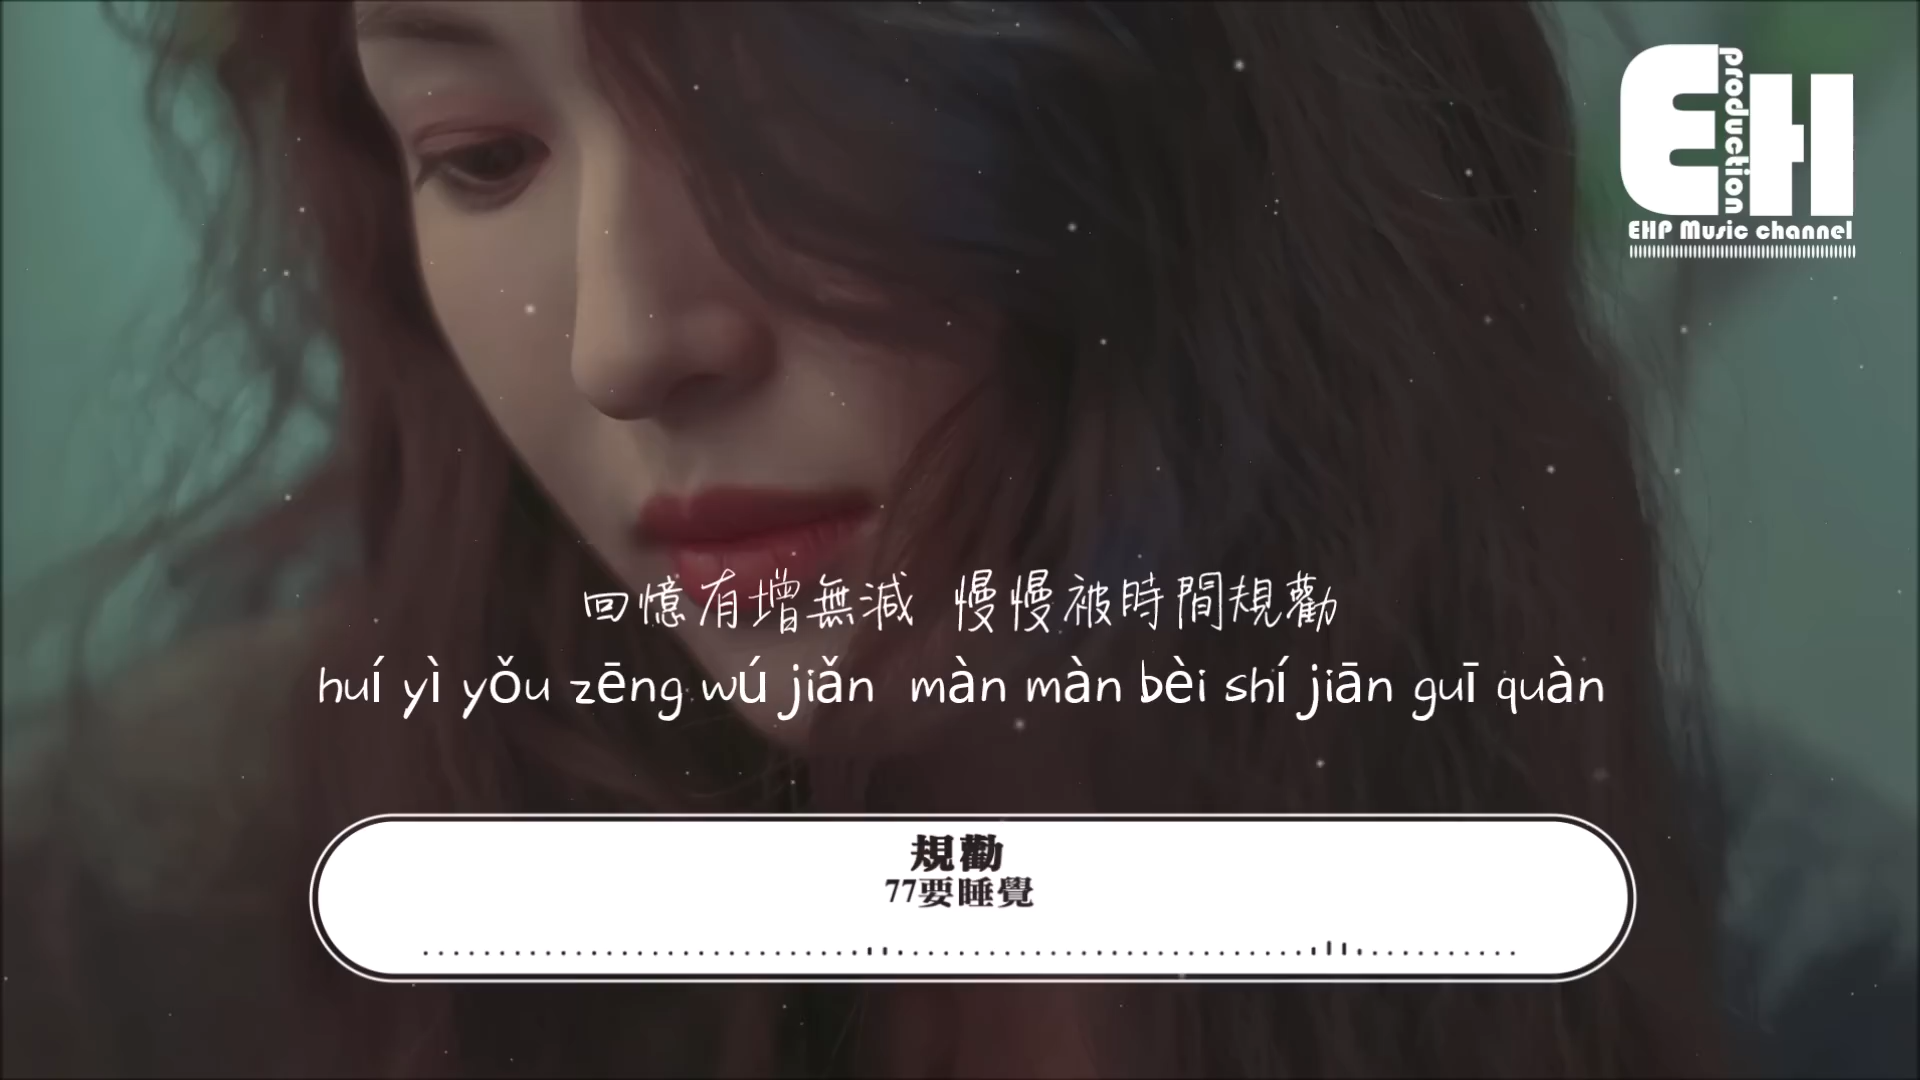 production
EH
EHP Music channel
回憶有增無減 慢慢被時間規勸
huí yì yǒu zēng wú jiǎn  màn màn bèi shí jiān guī quàn
規勸
77要睡覺